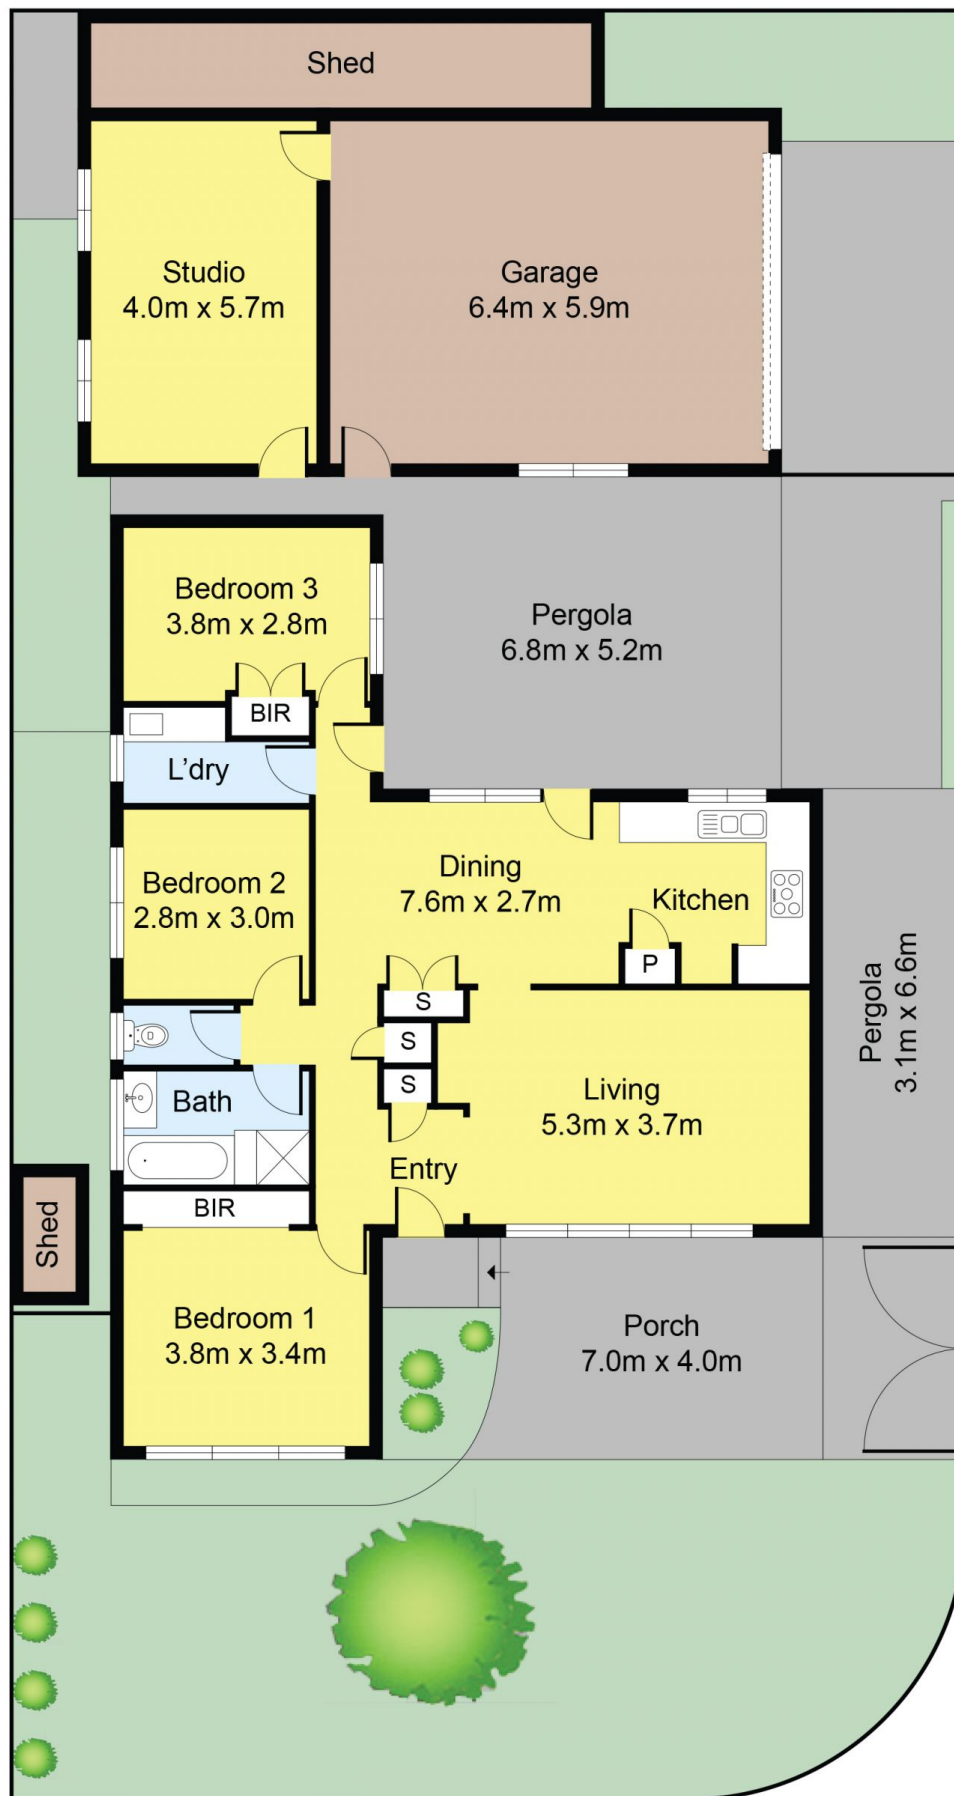 Shed
Studio
4.0m x 5.7m
Garage
6.4m x 5.9m
Bedroom 3
3.8m x 2.8m
Pergola
6.8m x 5.2m
BIR
L'dry
Bedroom 2
2.8m x 3.0m
Dining
7.6m x 2.7m
Kitchen
P
S
S
S
Pergola
3.1m x 6.6m
Bath
Living
5.3m x 3.7m
Entry
BIR
Shed
Bedroom 1
3.8m x 3.4m
Porch
7.0m x 4.0m